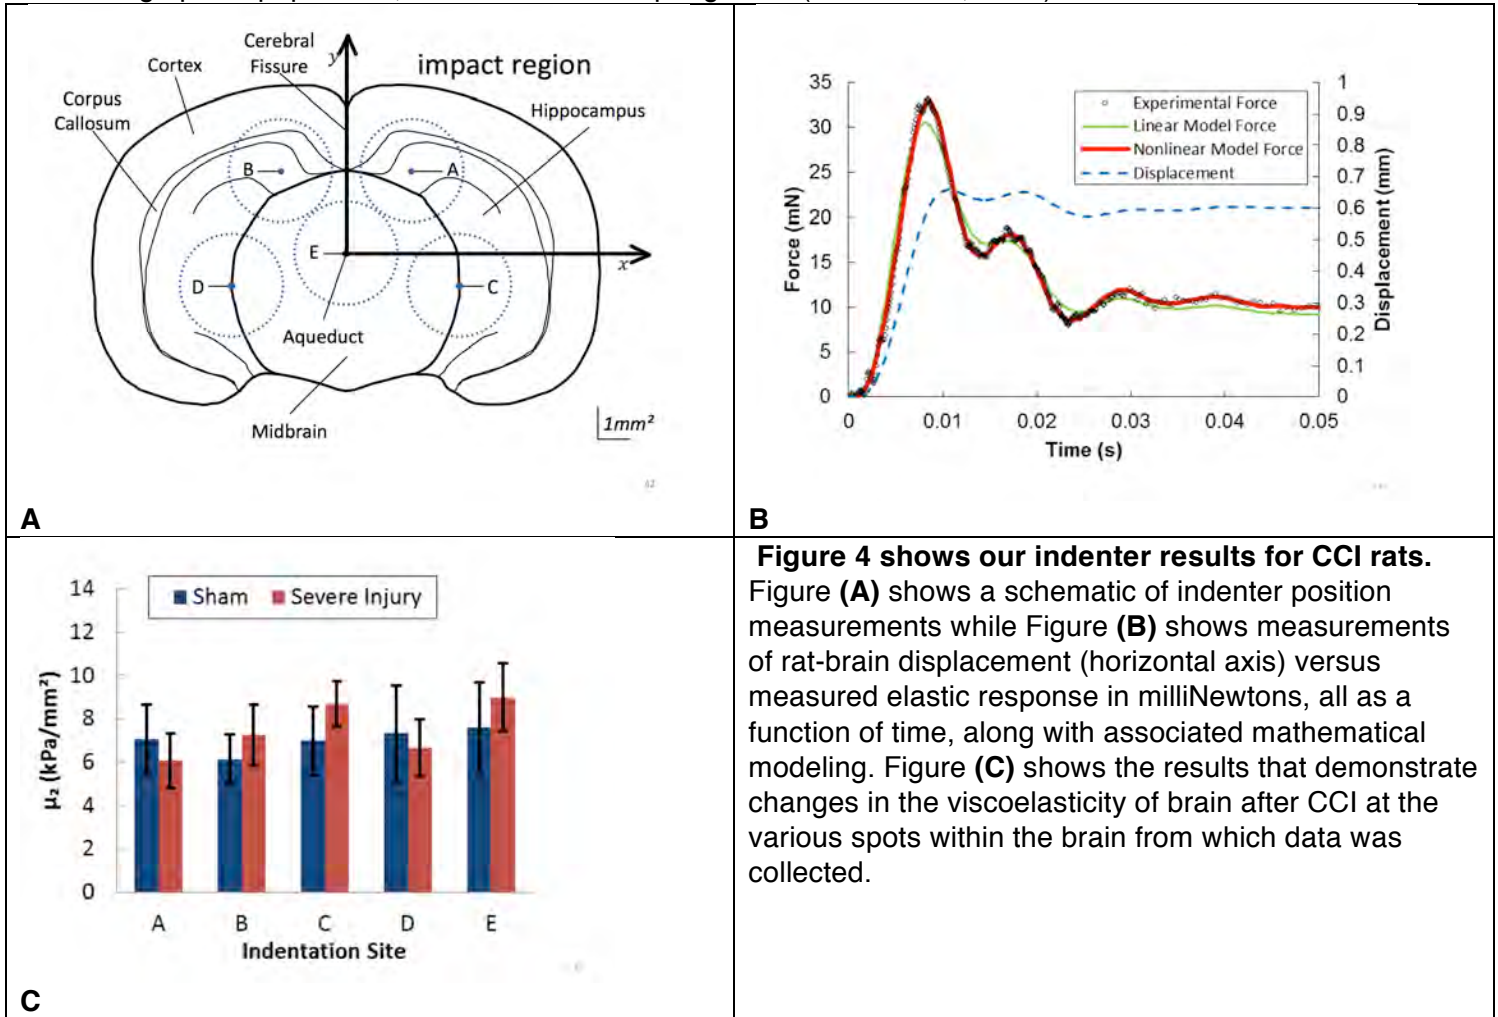 Cerebral
Fissure
y
impact region
Cortex
Corpus
Callosum
Hippocampus
B
A
E
x
D
C
Aqueduct
Midbrain
1mm²
A
35
30
25
20
15
10
5
0
Force (mN)
Experimental Force
Linear Model Force
Nonlinear Model Force
Displacement
1
0.9
0.8
0.7
0.6
0.5
0.4
0.3
0.2
0.1
0
Displacement (mm)
0 0.01 0.02 0.03 0.04 0.05
Time (s)
B
14
12
10
8
6
4
2
0
μ₂ (kPa/mm²)
Sham Severe Injury
A B C D E
Indentation Site
C
Figure 4 shows our indenter results for CCI rats.
Figure (A) shows a schematic of indenter position
measurements while Figure (B) shows measurements
of rat-brain displacement (horizontal axis) versus
measured elastic response in milliNewtons, all as a
function of time, along with associated mathematical
modeling. Figure (C) shows the results that demonstrate
changes in the viscoelasticity of brain after CCI at the
various spots within the brain from which data was
collected.